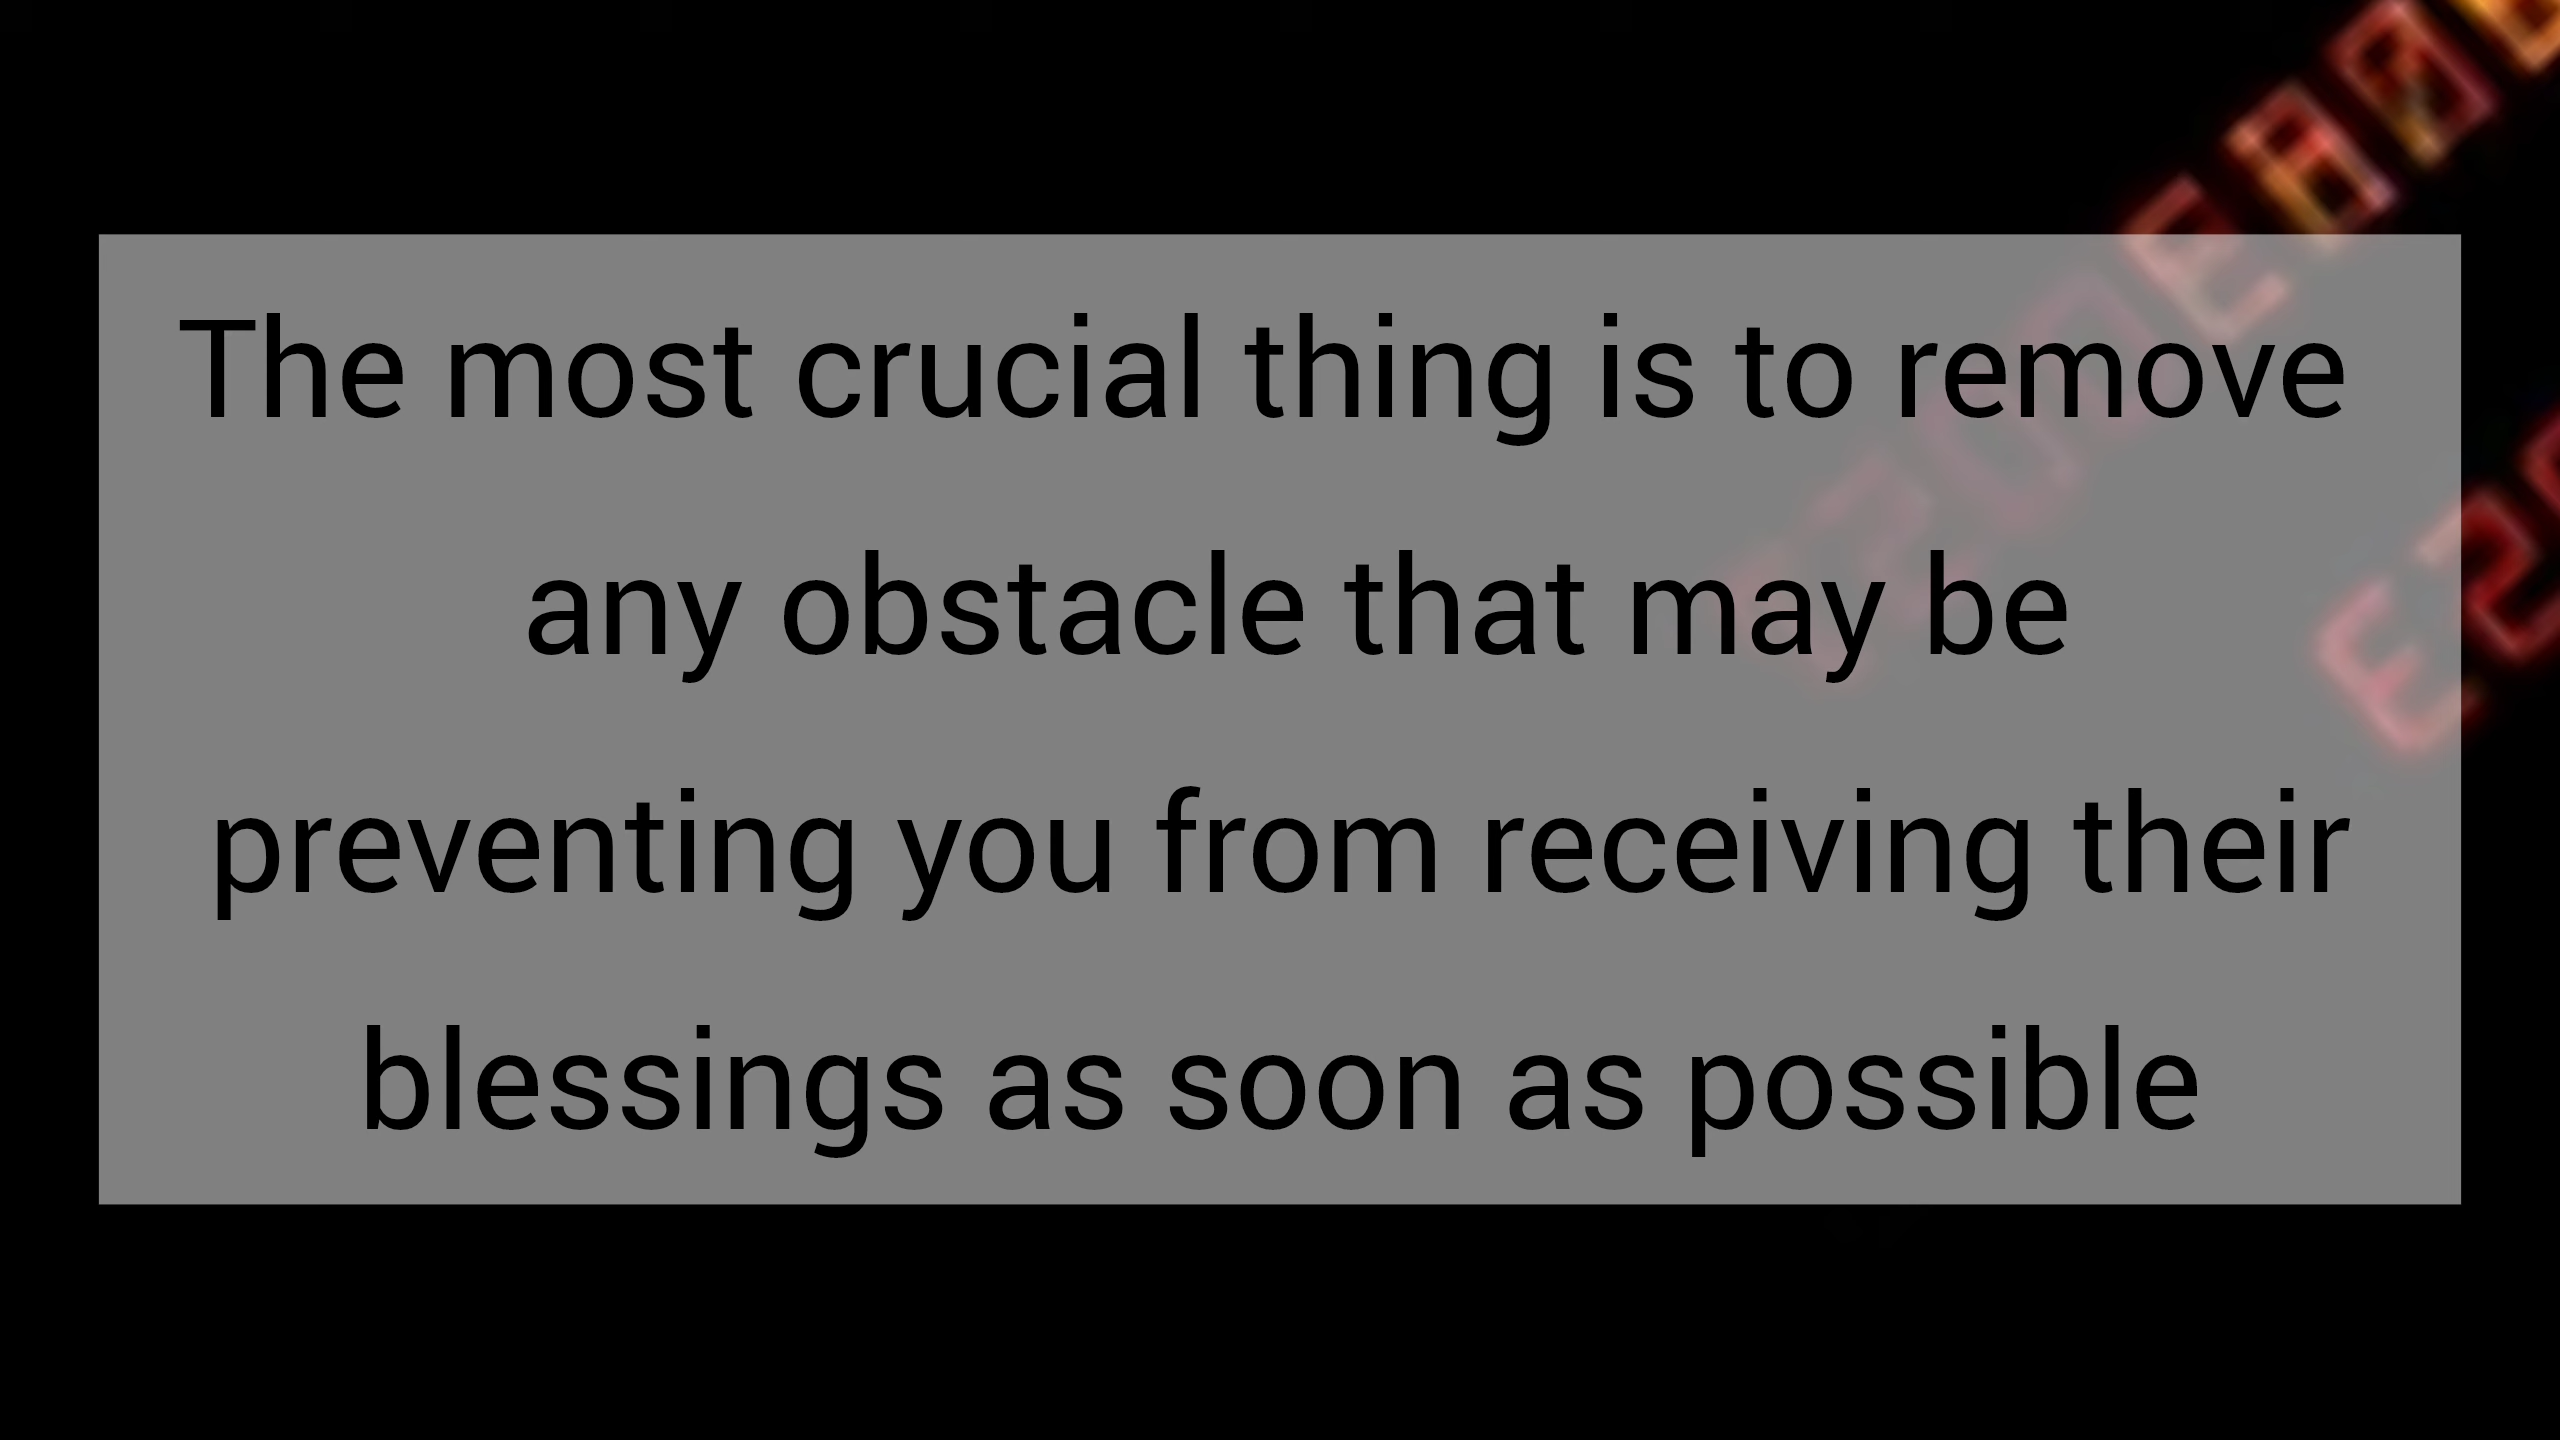 The most crucial thing is to remove
any obstacle that may be
preventing you from receiving their
blessings as soon as possible